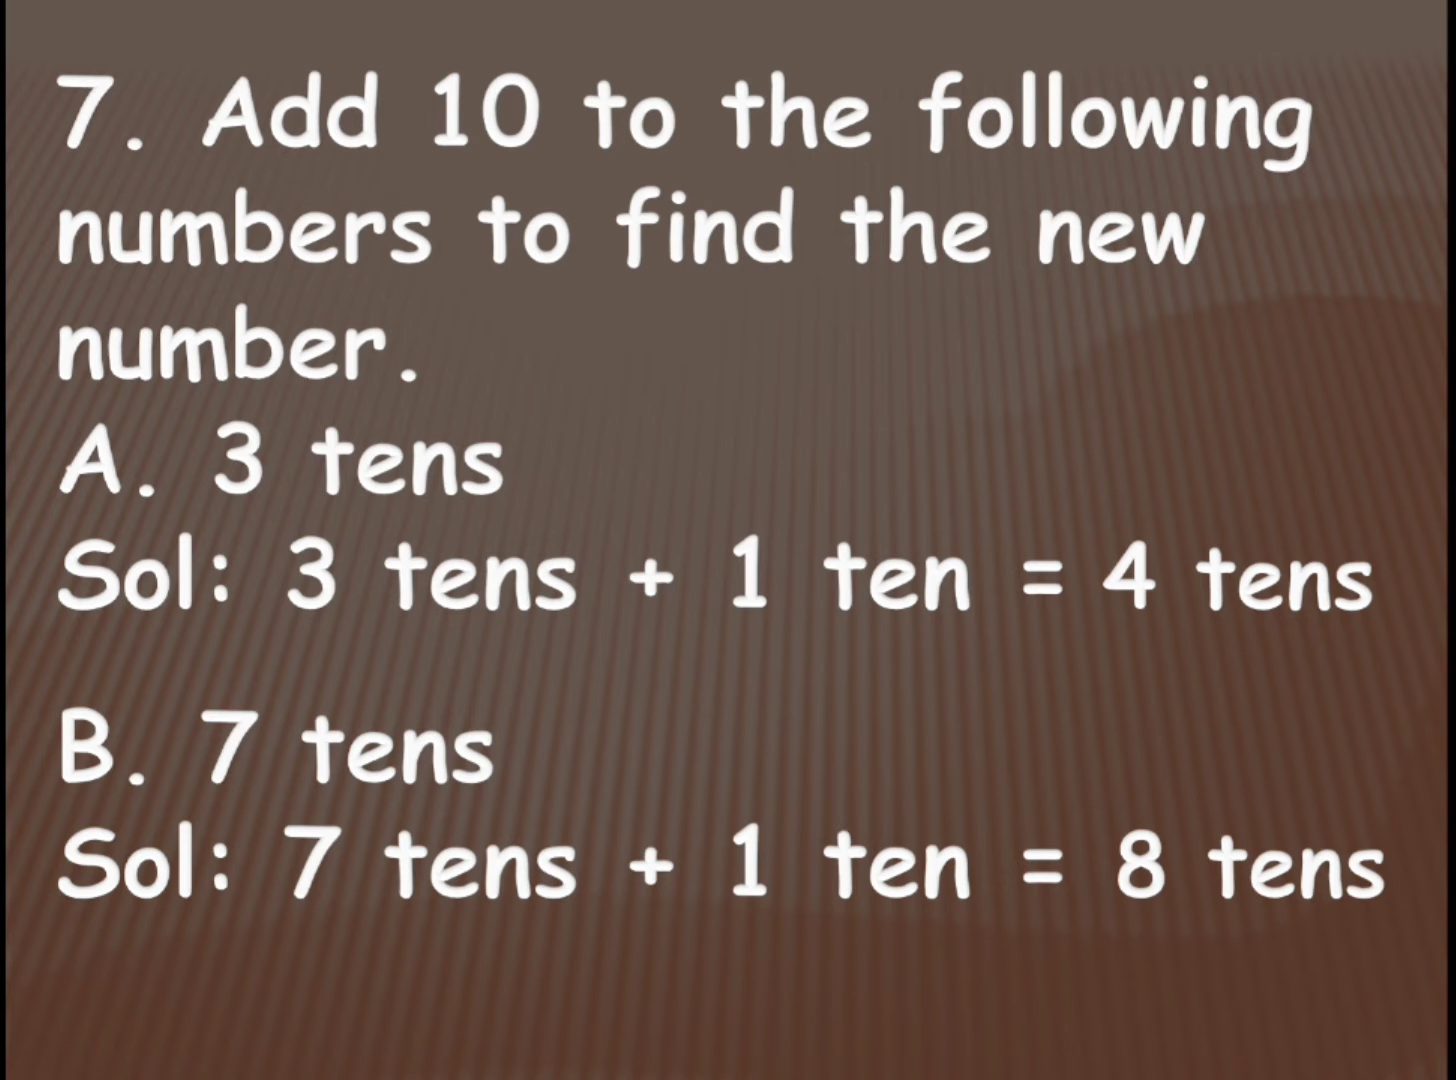 7. Add 10 to the following
numbers to find the new
number.
A. 3 tens
Sol: 3 tens + 1 ten = 4 tens
B. 7 tens
Sol: 7 tens + 1 ten = 8 tens